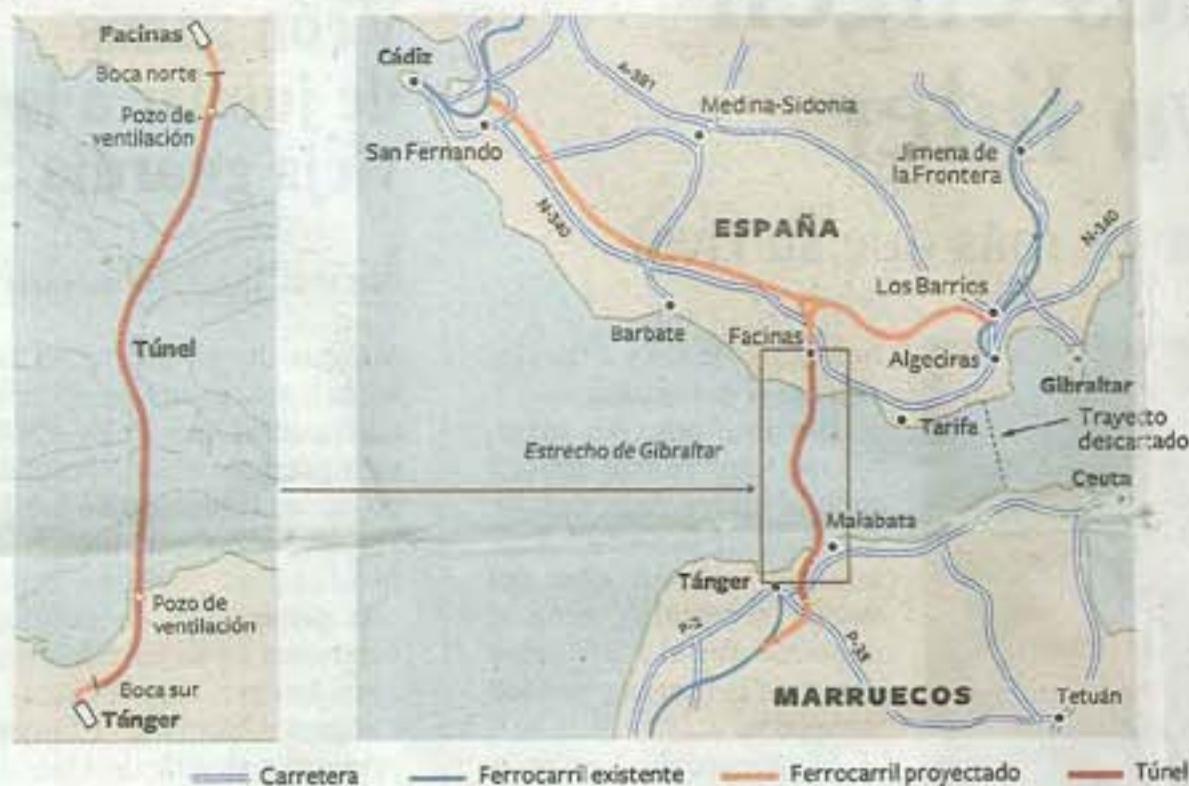 Facinas
Boca norte
Pozo de
ventilación
Túnel
Pozo de
ventilación
Boca sur
Tánger
Cádiz
San Fernando
A-381
Medina-Sidonia
Jimena de
la Frontera
N-340
ESPAÑA
N-340
Los Barrios
Barbate
Facinas
Algeciras
Gibraltar
Tarifa
Trayecto
descartado
Estrecho de Gibraltar
Ceuta
Malabata
Tánger
P-2
P-38
MARRUECOS
Tetuán
Carretera
Ferrocarril existente
Ferrocarril proyectado
Túnel